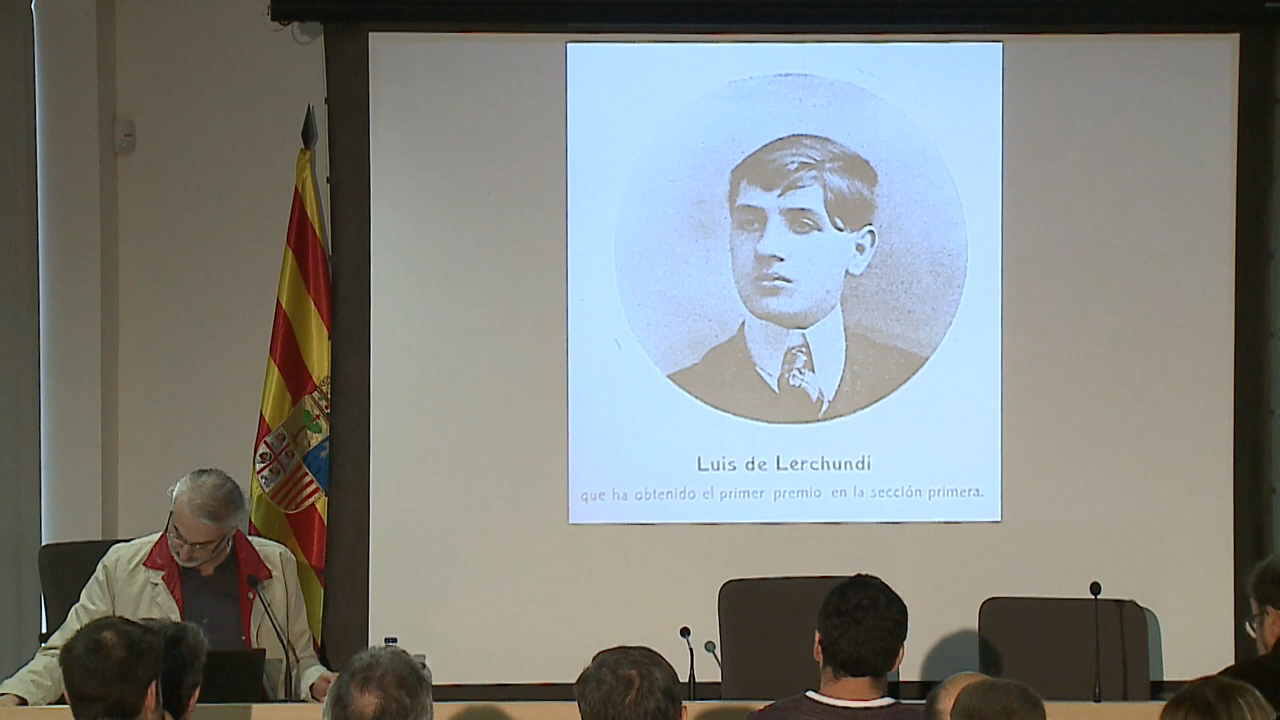 Luis de Lerchundi
que ha obtenido el primer premio en la sección primera.